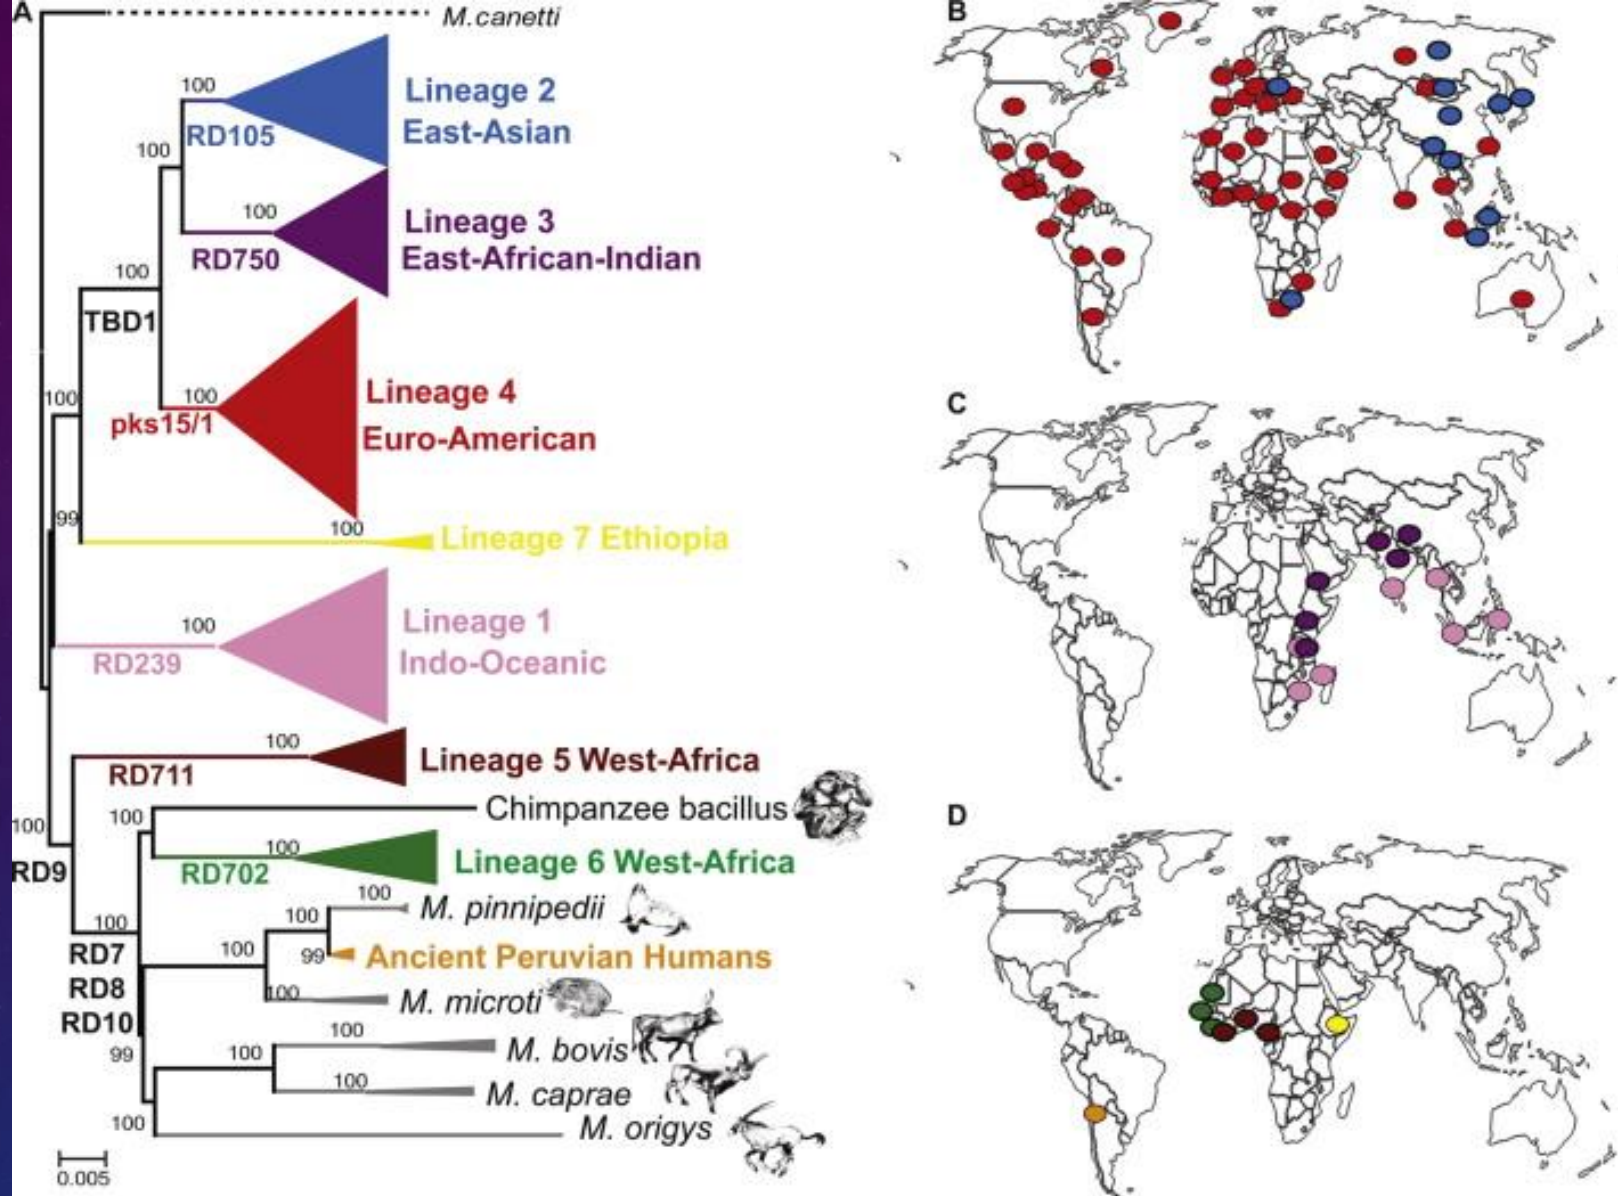 A
M.canetti
100
Lineage 2
East-Asian
RD105
100
100
Lineage 3
East-African-Indian
RD750
100
TBD1
100
Lineage 4
Euro-American
pks15/1
100
99
100
Lineage 7 Ethiopia
100
Lineage 1
Indo-Oceanic
RD239
100
Lineage 5 West-Africa
RD711
Chimpanzee bacillus
100
100
RD9
100
Lineage 6 West-Africa
RD702
100
M. pinnipedii
100
100
RD7
100
99
Ancient Peruvian Humans
RD8
100
M. microti
RD10
99
100
M. bovis
100
100
M. caprae
100
M. origys
0.005
B
C
D